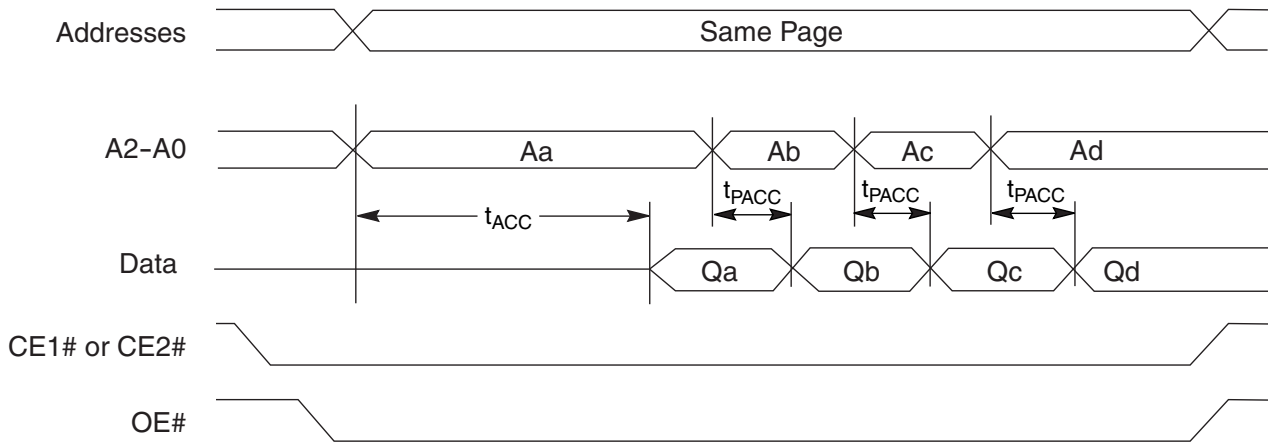 Addresses Same Page
A2-A0 Aa Ab Ac Ad
tACC tPACC tPACC tPACC
Data Qa Qb Qc Qd
CE1# or CE2#
OE#